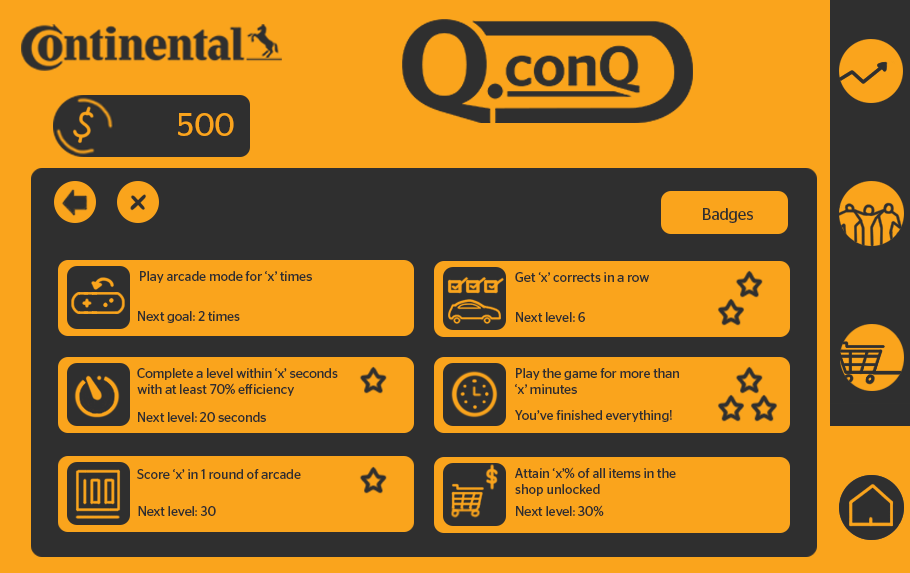 Continental
Q.conQ
$ 500
Badges
Play arcade mode for ‘x’ times
Next goal: 2 times
Get ‘x’ corrects in a row
Next level: 6
Complete a level within ‘x’ seconds
with at least 70% efficiency
Next level: 20 seconds
Play the game for more than
‘x’ minutes
You’ve finished everything!
100
Score ‘x’ in 1 round of arcade
Next level: 30
$
Attain ‘x’% of all items in the
shop unlocked
Next level: 30%